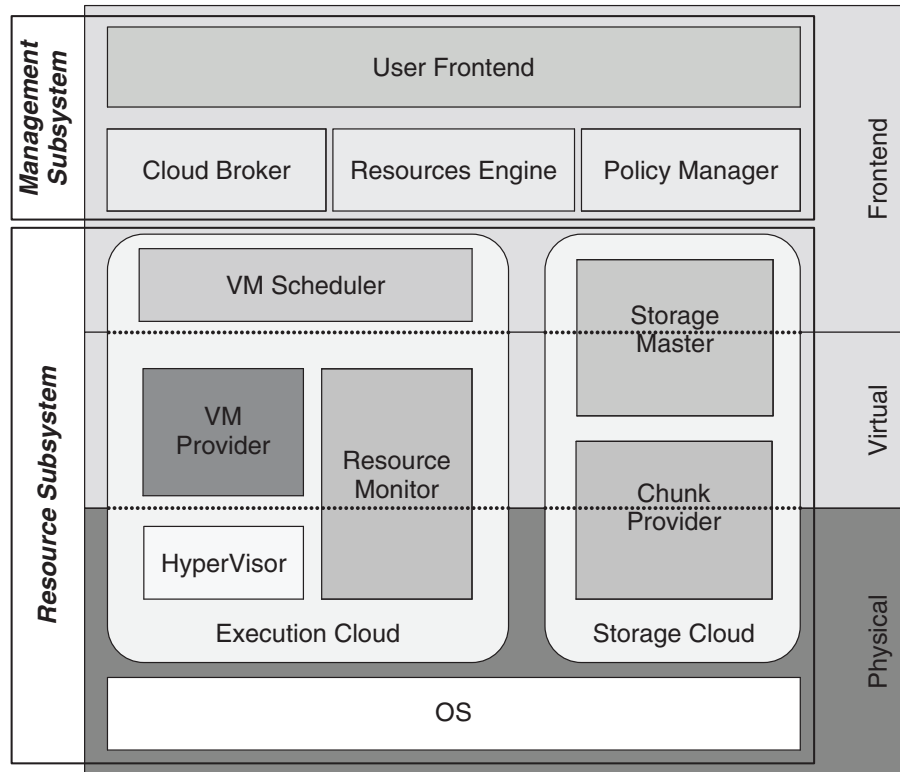 Management
Subsystem
User Frontend
Cloud Broker
Resources Engine
Policy Manager
Frontend
Resource Subsystem
VM Scheduler
Storage
Master
VM
Provider
Resource
Monitor
Virtual
Chunk
Provider
HyperVisor
Execution Cloud
Storage Cloud
Physical
OS